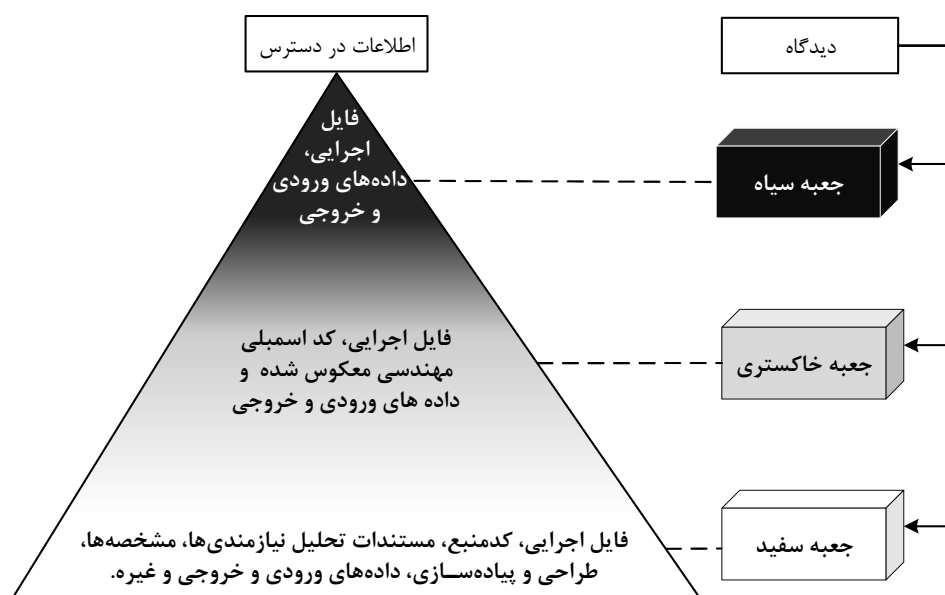 اطلاعات در دسترس
دیدگاه
فایل
اجرایی،
داده‌های ورودی
و خروجی
جعبه سیاه
فایل اجرایی، کد اسمبلی
مهندسی معکوس شده و
داده های ورودی و خروجی
جعبه خاکستری
فایل اجرایی، کدمنبع، مستندات تحلیل نیازمندی‌ها، مشخصه‌ها،
طراحی و پیاده‌ســازی، داده‌های ورودی و خروجی و غیره.
جعبه سفید